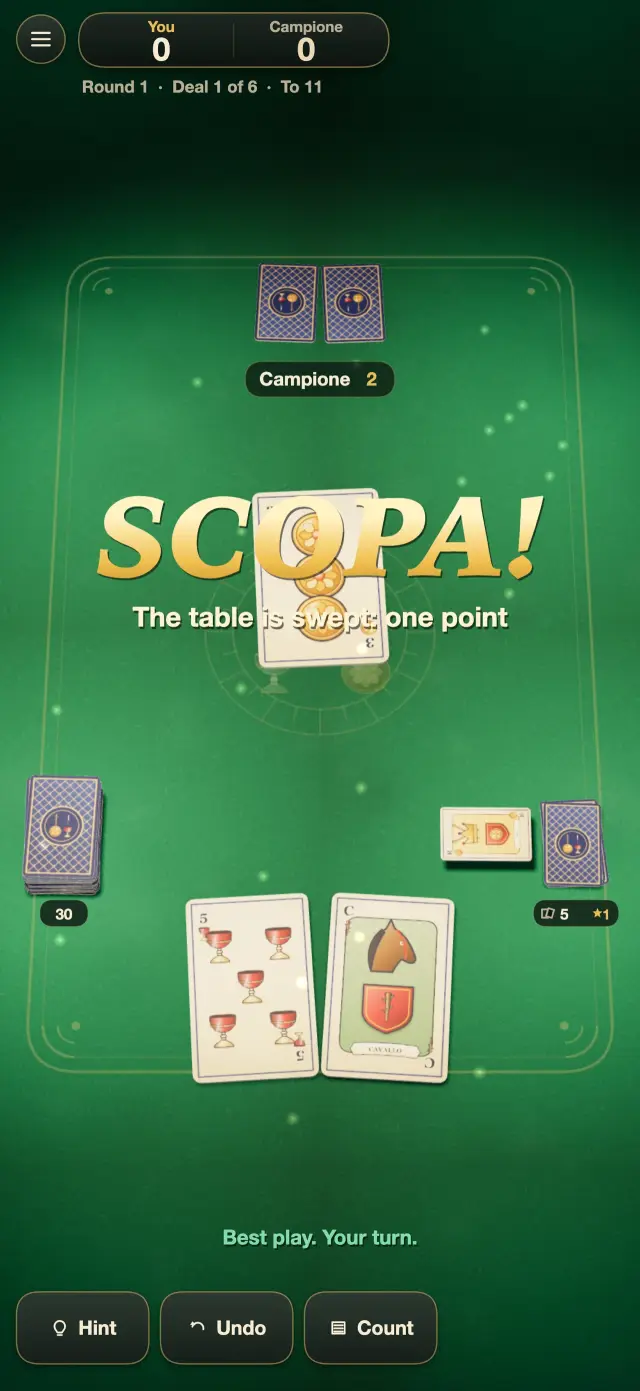 You
Campione
0
0
Round 1 · Deal 1 of 6 · To 11
Campione 2
SCOPA!
The table is swept: one point
3
30
5
★1
5
5
C
CAVALLO
C
Best play. Your turn.
Hint
Undo
Count